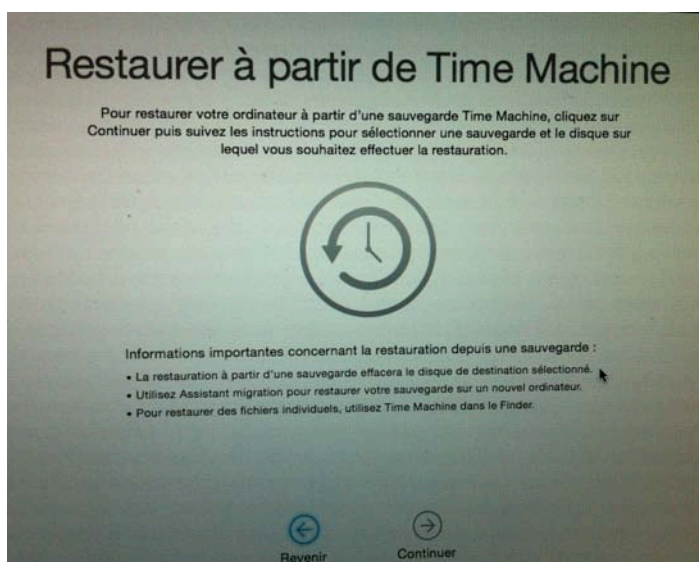 Restaurer à partir de Time Machine
Pour restaurer votre ordinateur à partir d'une sauvegarde Time Machine, cliquez sur
Continuer puis suivez les instructions pour sélectionner une sauvegarde et le disque sur
lequel vous souhaitez effectuer la restauration.
Informations importantes concernant la restauration depuis une sauvegarde :
• La restauration à partir d'une sauvegarde effacera le disque de destination sélectionné.
• Utilisez Assistant migration pour restaurer votre sauvegarde sur un nouvel ordinateur.
• Pour restaurer des fichiers individuels, utilisez Time Machine dans le Finder.
Revenir Continuer